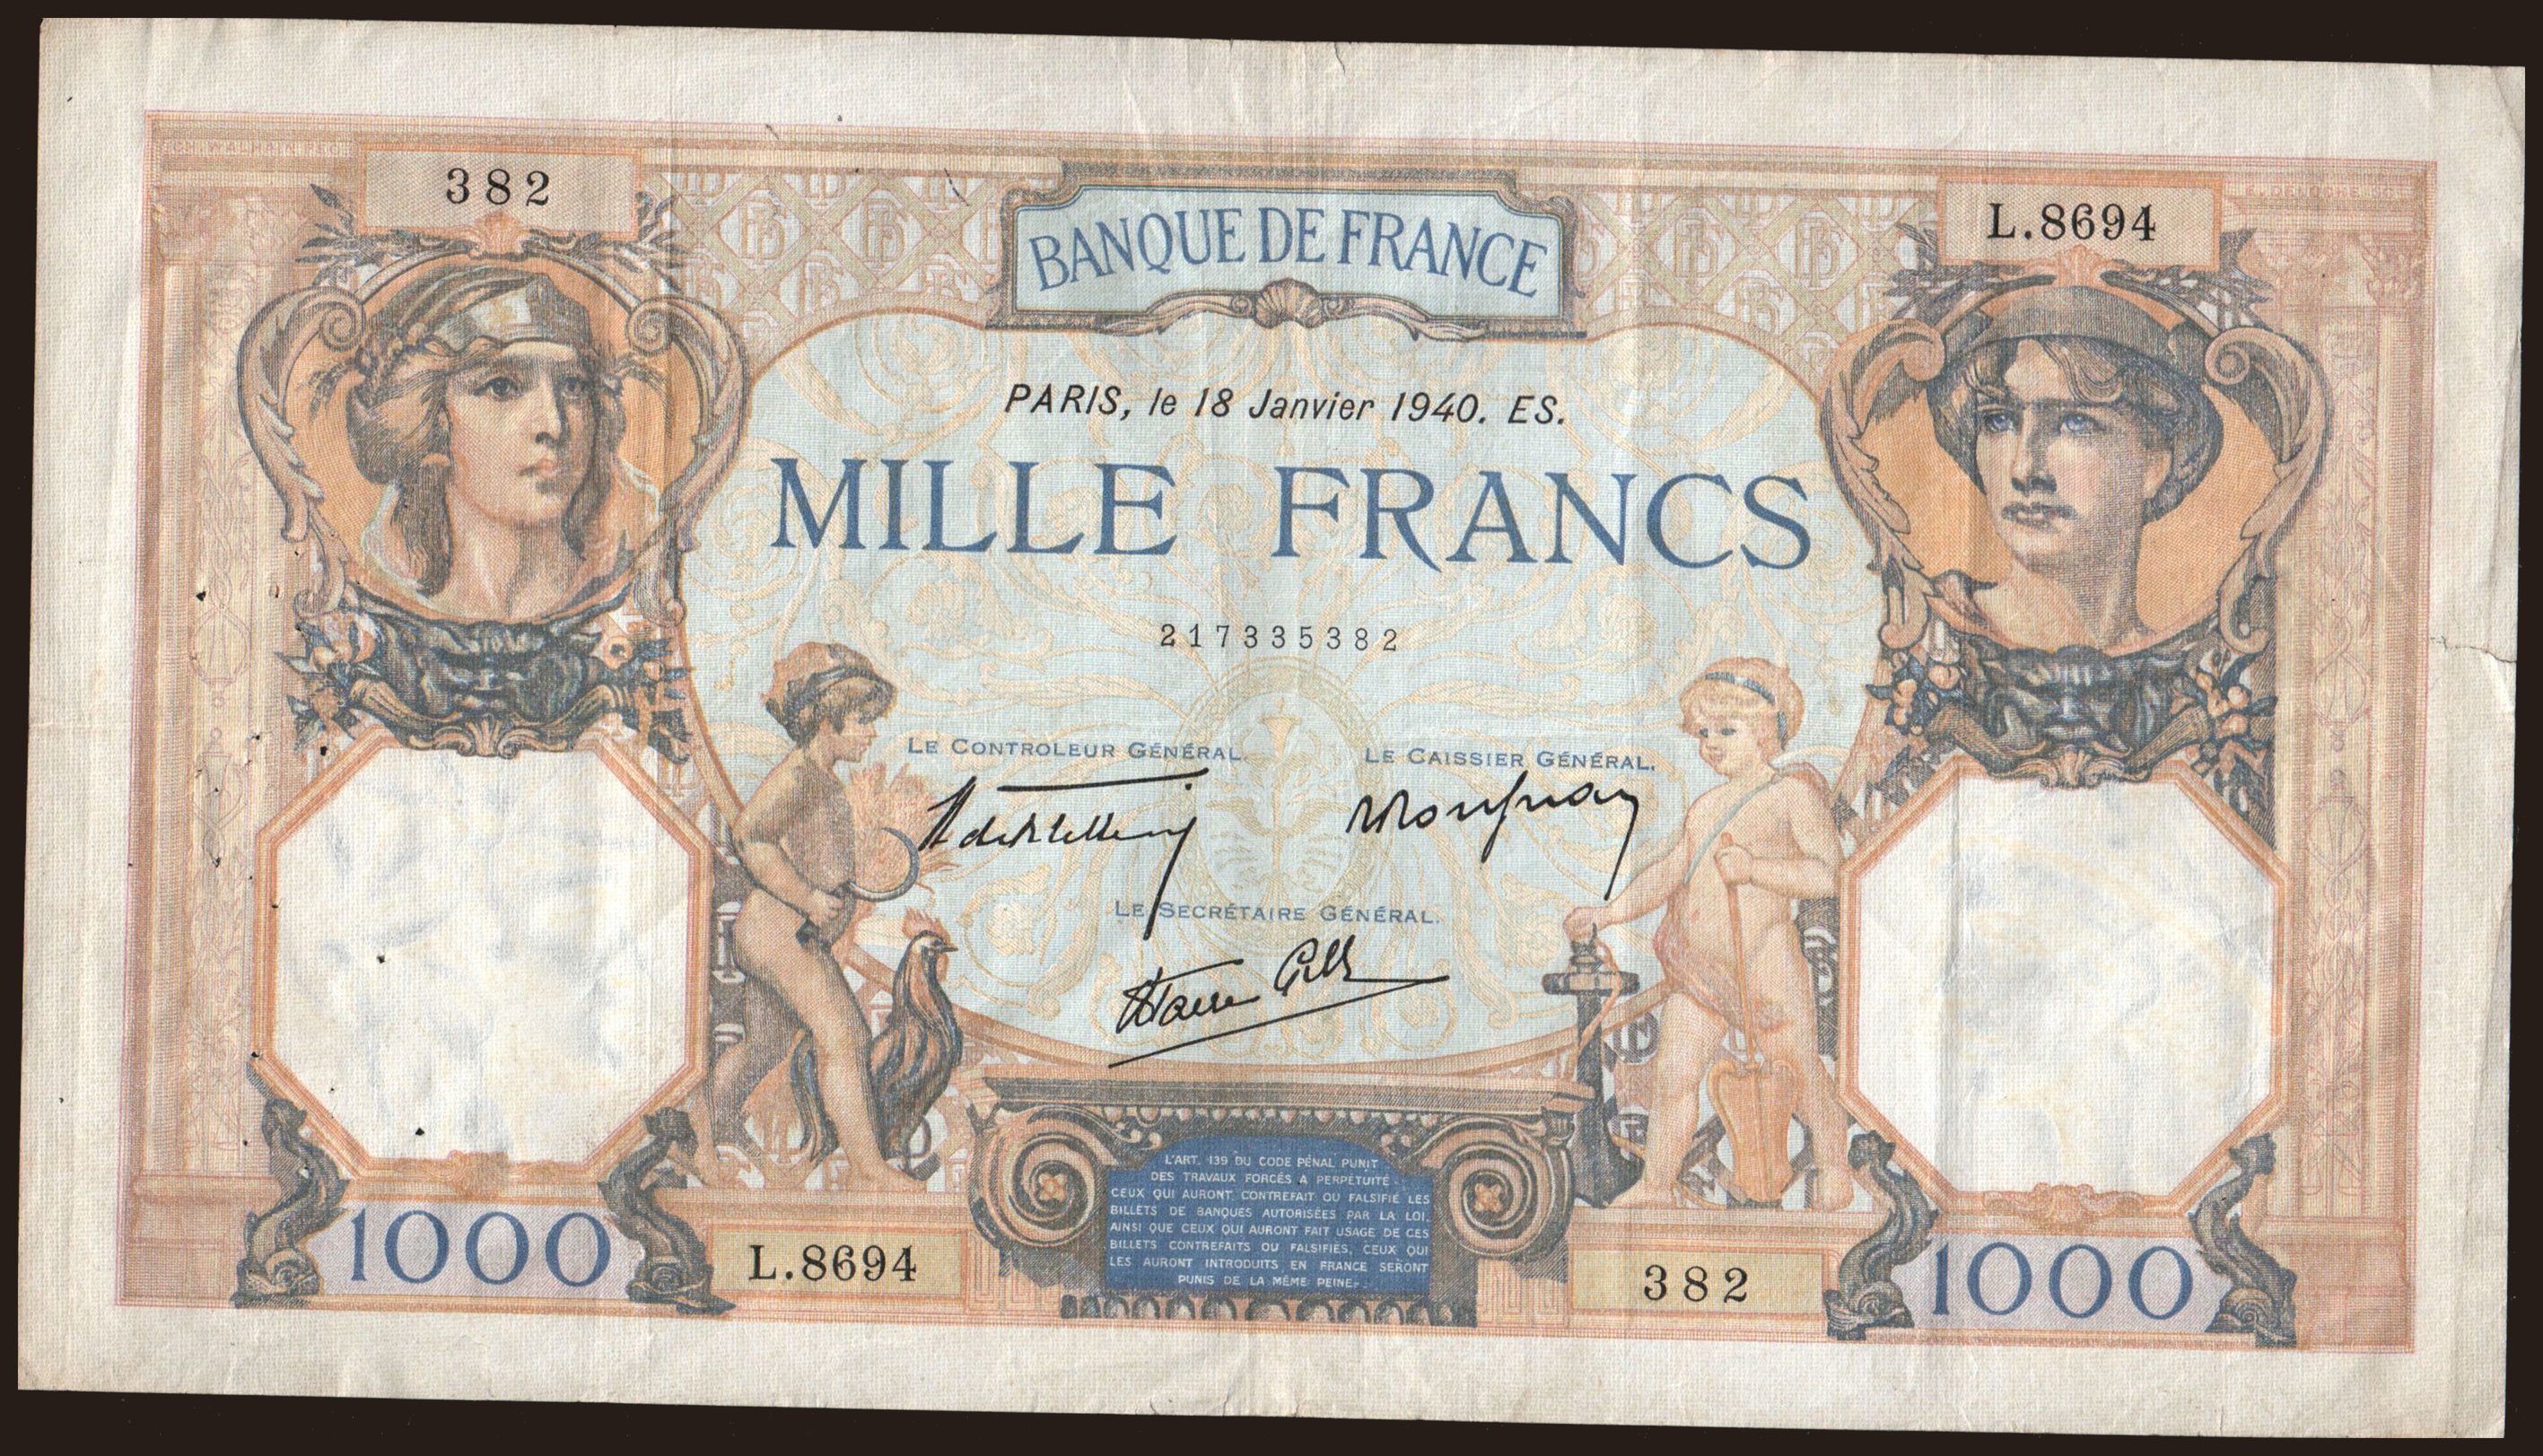 CH. WALHAIN FEC.
382
L.8694
BANQUE DE FRANCE
PARIS, le 18 Janvier 1940. ES.
MILLE FRANCS
217335382
LE CONTROLEUR GÉNÉRAL.
LE CAISSIER GÉNÉRAL.
LE SECRÉTAIRE GÉNÉRAL.
L'ART. 139 DU CODE PÉNAL PUNIT
DES TRAVAUX FORCÉS A PERPÉTUITÉ
CEUX QUI AURONT CONTREFAIT OU FALSIFIÉ LES
BILLETS DE BANQUES AUTORISÉES PAR LA LOI,
AINSI QUE CEUX QUI AURONT FAIT USAGE DE CES
BILLETS CONTREFAITS OU FALSIFIÉS, CEUX QUI
LES AURONT INTRODUITS EN FRANCE SERONT
PUNIS DE LA MÊME PEINE.
1000
L.8694
382
1000